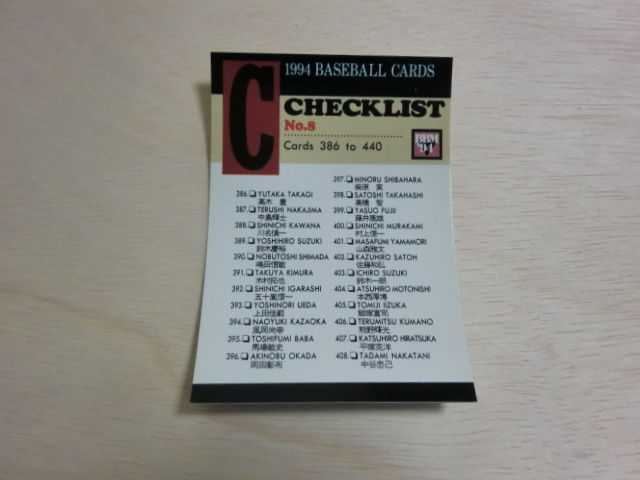 1994 BASEBALL CARDS
C
CHECKLIST
No.8
Cards 386 to 440
BBM
'94
386. YUTAKA TAKAGI
高木 豊
387. TERUSHI NAKAJIMA
中島輝士
388. SHINICHI KAWANA
川名慎一
389. YOSHIHIRO SUZUKI
鈴木慶裕
390. NOBUTOSHI SHIMADA
嶋田信敏
391. TAKUYA KIMURA
木村拓也
392. SHINICHI IGARASHI
五十嵐信一
393. YOSHINORI UEDA
上田佳範
394. NAOYUKI KAZAOKA
風岡尚幸
395. TOSHIFUMI BABA
馬場敏史
396. AKINOBU OKADA
岡田彰布
397. MINORU SHIBAHARA
柴原 実
398. SATOSHI TAKAHASHI
高橋 智
399. YASUO FUJII
藤井康雄
400. SHINICHI MURAKAMI
村上信一
401. MASAFUMI YAMAMORI
山森雅文
402. KAZUHIRO SATOH
佐藤和弘
403. ICHIRO SUZUKI
鈴木一朗
404. ATSUHIRO MOTONISHI
本西厚博
405. TOMIJI IIZUKA
飯塚富司
406. TERUMITSU KUMANO
熊野輝光
407. KATSUHIRO HIRATSUKA
平塚克洋
408. TADAMI NAKATANI
中谷忠己